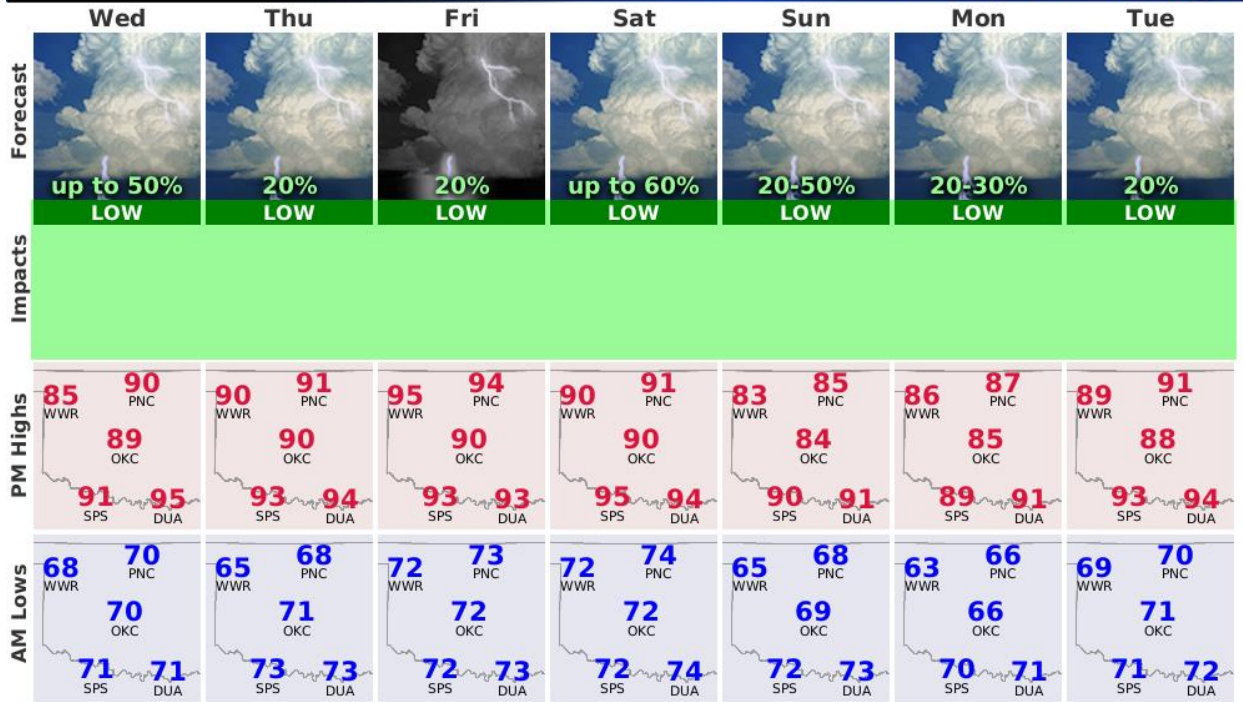 Wed Thu Fri Sat Sun Mon Tue
Forecast
up to 50% 20% 20% up to 60% 20-50% 20-30% 20%
LOW LOW LOW LOW LOW LOW LOW
Impacts
PM Highs
90 91 94 91 85 87 91
85 PNC 90 PNC 95 PNC 90 PNC 83 PNC 86 PNC 89 PNC
WWR WWR WWR WWR WWR WWR WWR
89 90 90 90 84 85 88
OKC OKC OKC OKC OKC OKC OKC
91 95 93 94 93 93 95 94 90 91 89 91 93 94
SPS DUA SPS DUA SPS DUA SPS DUA SPS DUA SPS DUA SPS DUA
AM Lows
70 68 73 74 68 66 70
68 PNC 65 PNC 72 PNC 72 PNC 65 PNC 63 PNC 69 PNC
WWR WWR WWR WWR WWR WWR WWR
70 71 72 72 69 66 71
OKC OKC OKC OKC OKC OKC OKC
71 71 73 73 72 73 72 74 72 73 70 71 71 72
SPS DUA SPS DUA SPS DUA SPS DUA SPS DUA SPS DUA SPS DUA